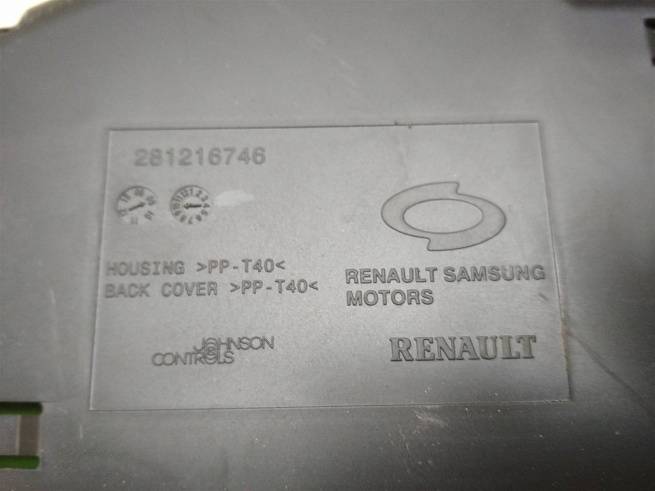 281216746
HOUSING >PP-T40<
BACK COVER >PP-T40<
RENAULT SAMSUNG
MOTORS
JOHNSON
CONTROLS
RENAULT